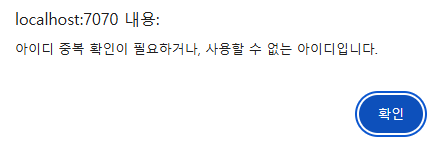 localhost:7070 내용:
아이디 중복 확인이 필요하거나, 사용할 수 없는 아이디입니다.
확인